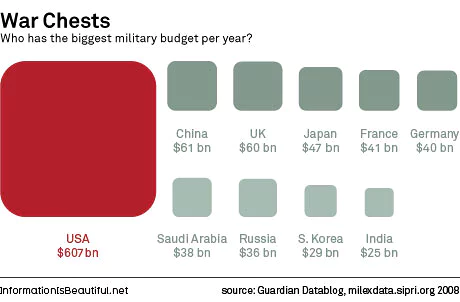 War Chests
Who has the biggest military budget per year?
China
$61 bn
UK
$60 bn
Japan
$47 bn
France
$41 bn
Germany
$40 bn
USA
$607bn
Saudi Arabia
$38 bn
Russia
$36 bn
S. Korea
$29 bn
India
$25 bn
InformationIsBeautiful.net
source: Guardian Datablog, milexdata.sipri.org 2008